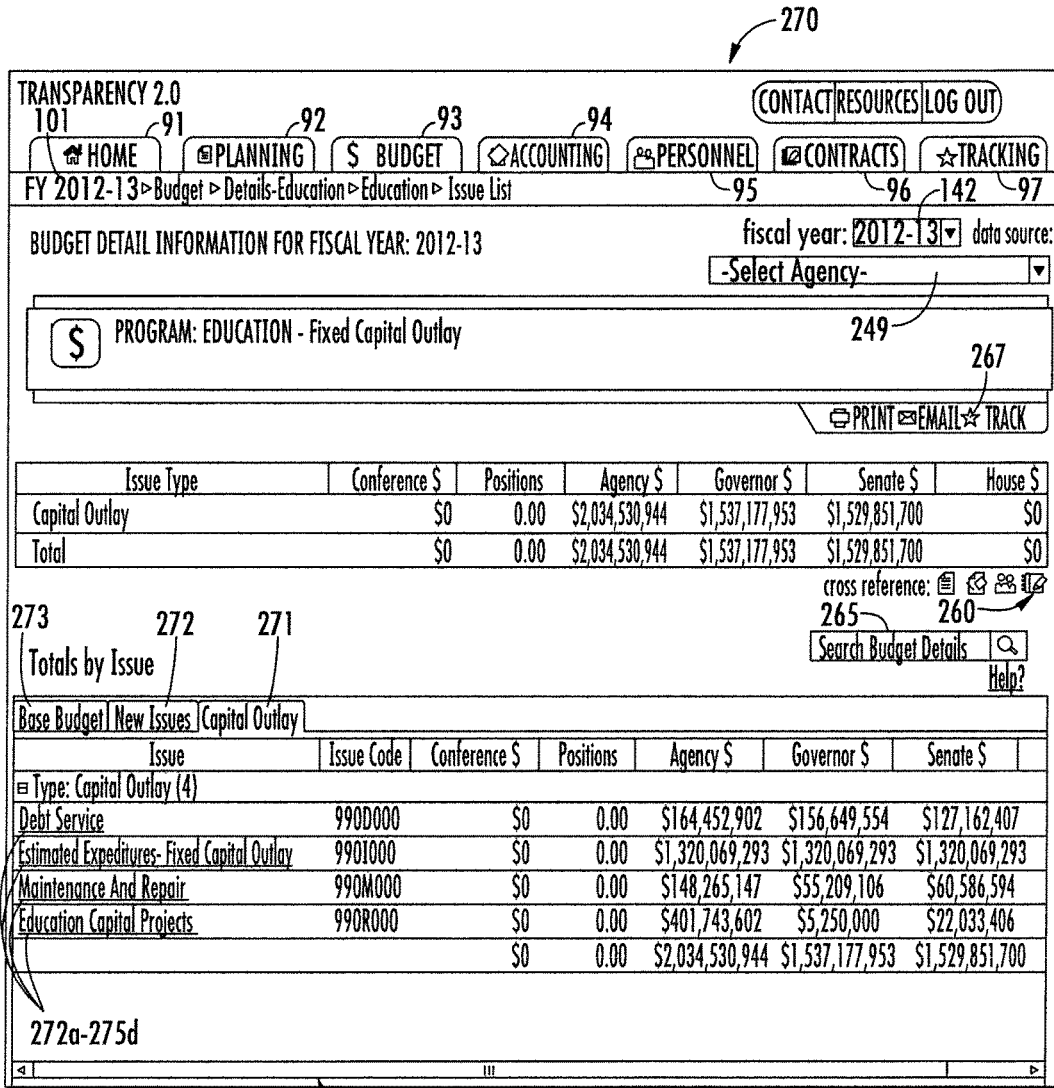 270
TRANSPARENCY 2.0
CONTACT RESOURCES LOG OUT
101 91 92 93 94
HOME PLANNING $ BUDGET ACCOUNTING PERSONNEL CONTRACTS TRACKING
FY 2012-13 Budget Details-Education Education Issue List
95 96 142 97
BUDGET DETAIL INFORMATION FOR FISCAL YEAR: 2012-13
fiscal year: 2012-13 data source:
-Select Agency-
249
$ PROGRAM: EDUCATION - Fixed Capital Outlay
267
PRINT EMAIL TRACK
Issue Type Conference $ Positions Agency $ Governor $ Senate $ House $
Capital Outlay $0 0.00 $2,034,530,944 $1,537,177,953 $1,529,851,700 $0
Total $0 0.00 $2,034,530,944 $1,537,177,953 $1,529,851,700 $0
cross reference:
273 272 271 265 260
Search Budget Details
Totals by Issue
Help?
Base Budget New Issues Capital Outlay
Issue Issue Code Conference $ Positions Agency $ Governor $ Senate $
Type: Capital Outlay (4)
Debt Service 990D000 $0 0.00 $164,452,902 $156,649,554 $127,162,407
Estimated Expeditures- Fixed Capital Outlay 990I000 $0 0.00 $1,320,069,293 $1,320,069,293 $1,320,069,293
Maintenance And Repair 990M000 $0 0.00 $148,265,147 $55,209,106 $60,586,594
Education Capital Projects 990R000 $0 0.00 $401,743,602 $5,250,000 $22,033,406
$0 0.00 $2,034,530,944 $1,537,177,953 $1,529,851,700
272a-275d